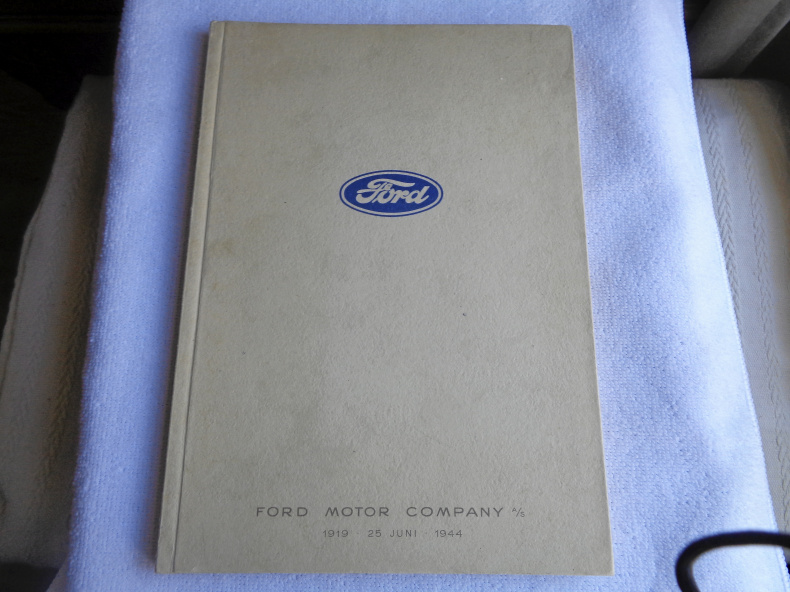 Ford
FORD MOTOR COMPANY A/S
1919 · 25 JUNI · 1944